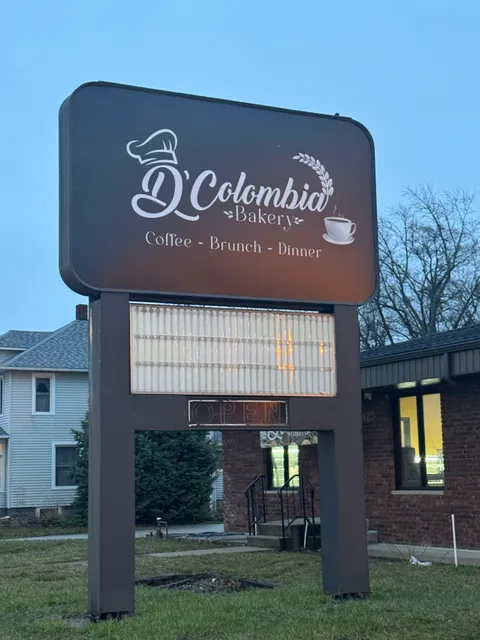 D'Colombia
Bakery
Coffee - Brunch - Dinner
OPEN